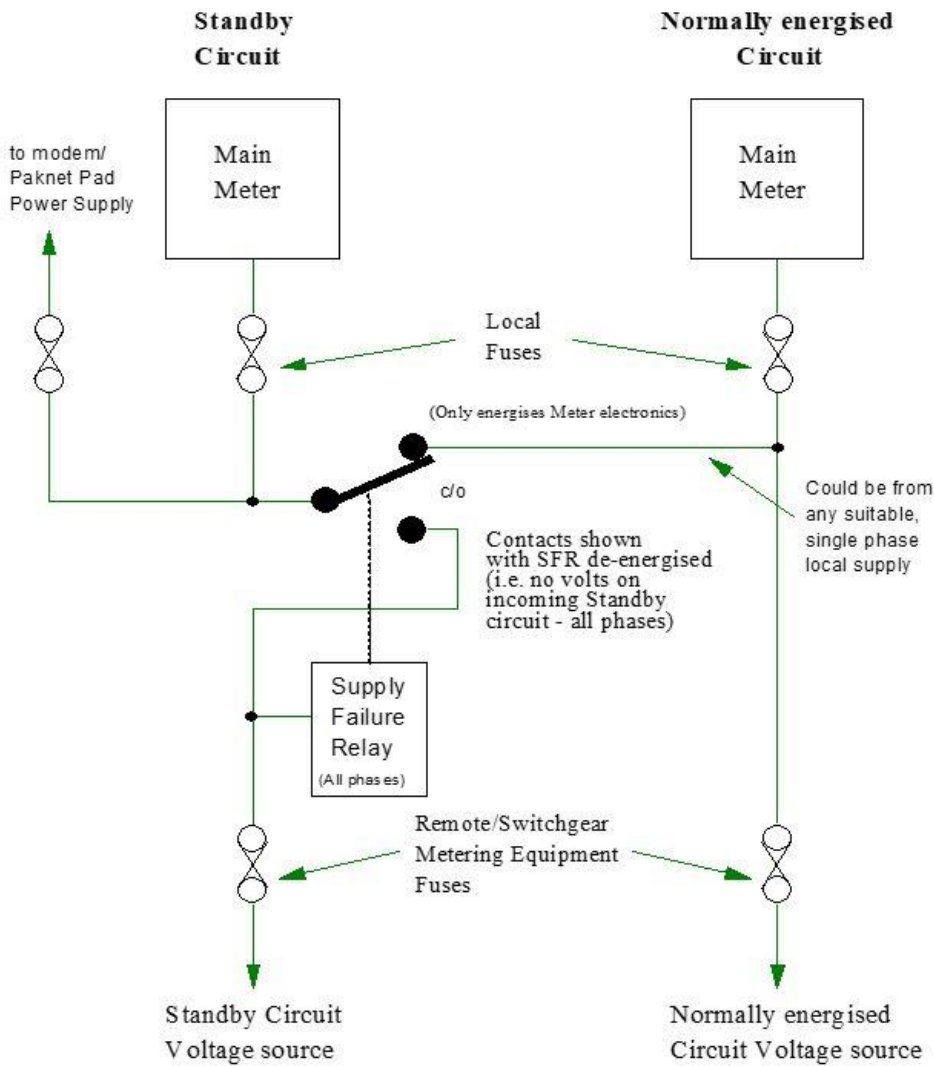 Standby
Circuit
Normally energised
Circuit
to modem/
Paknet Pad
Power Supply
Main
Meter
Main
Meter
Local
Fuses
(Only energises Meter electronics)
c/o
Could be from
any suitable,
single phase
local supply
Contacts shown
with SFR de-energised
(i.e. no volts on
incoming Standby
circuit - all phases)
Supply
Failure
Relay
(All phases)
Remote/Switchgear
Metering Equipment
Fuses
Standby Circuit
Voltage source
Normally energised
Circuit Voltage source